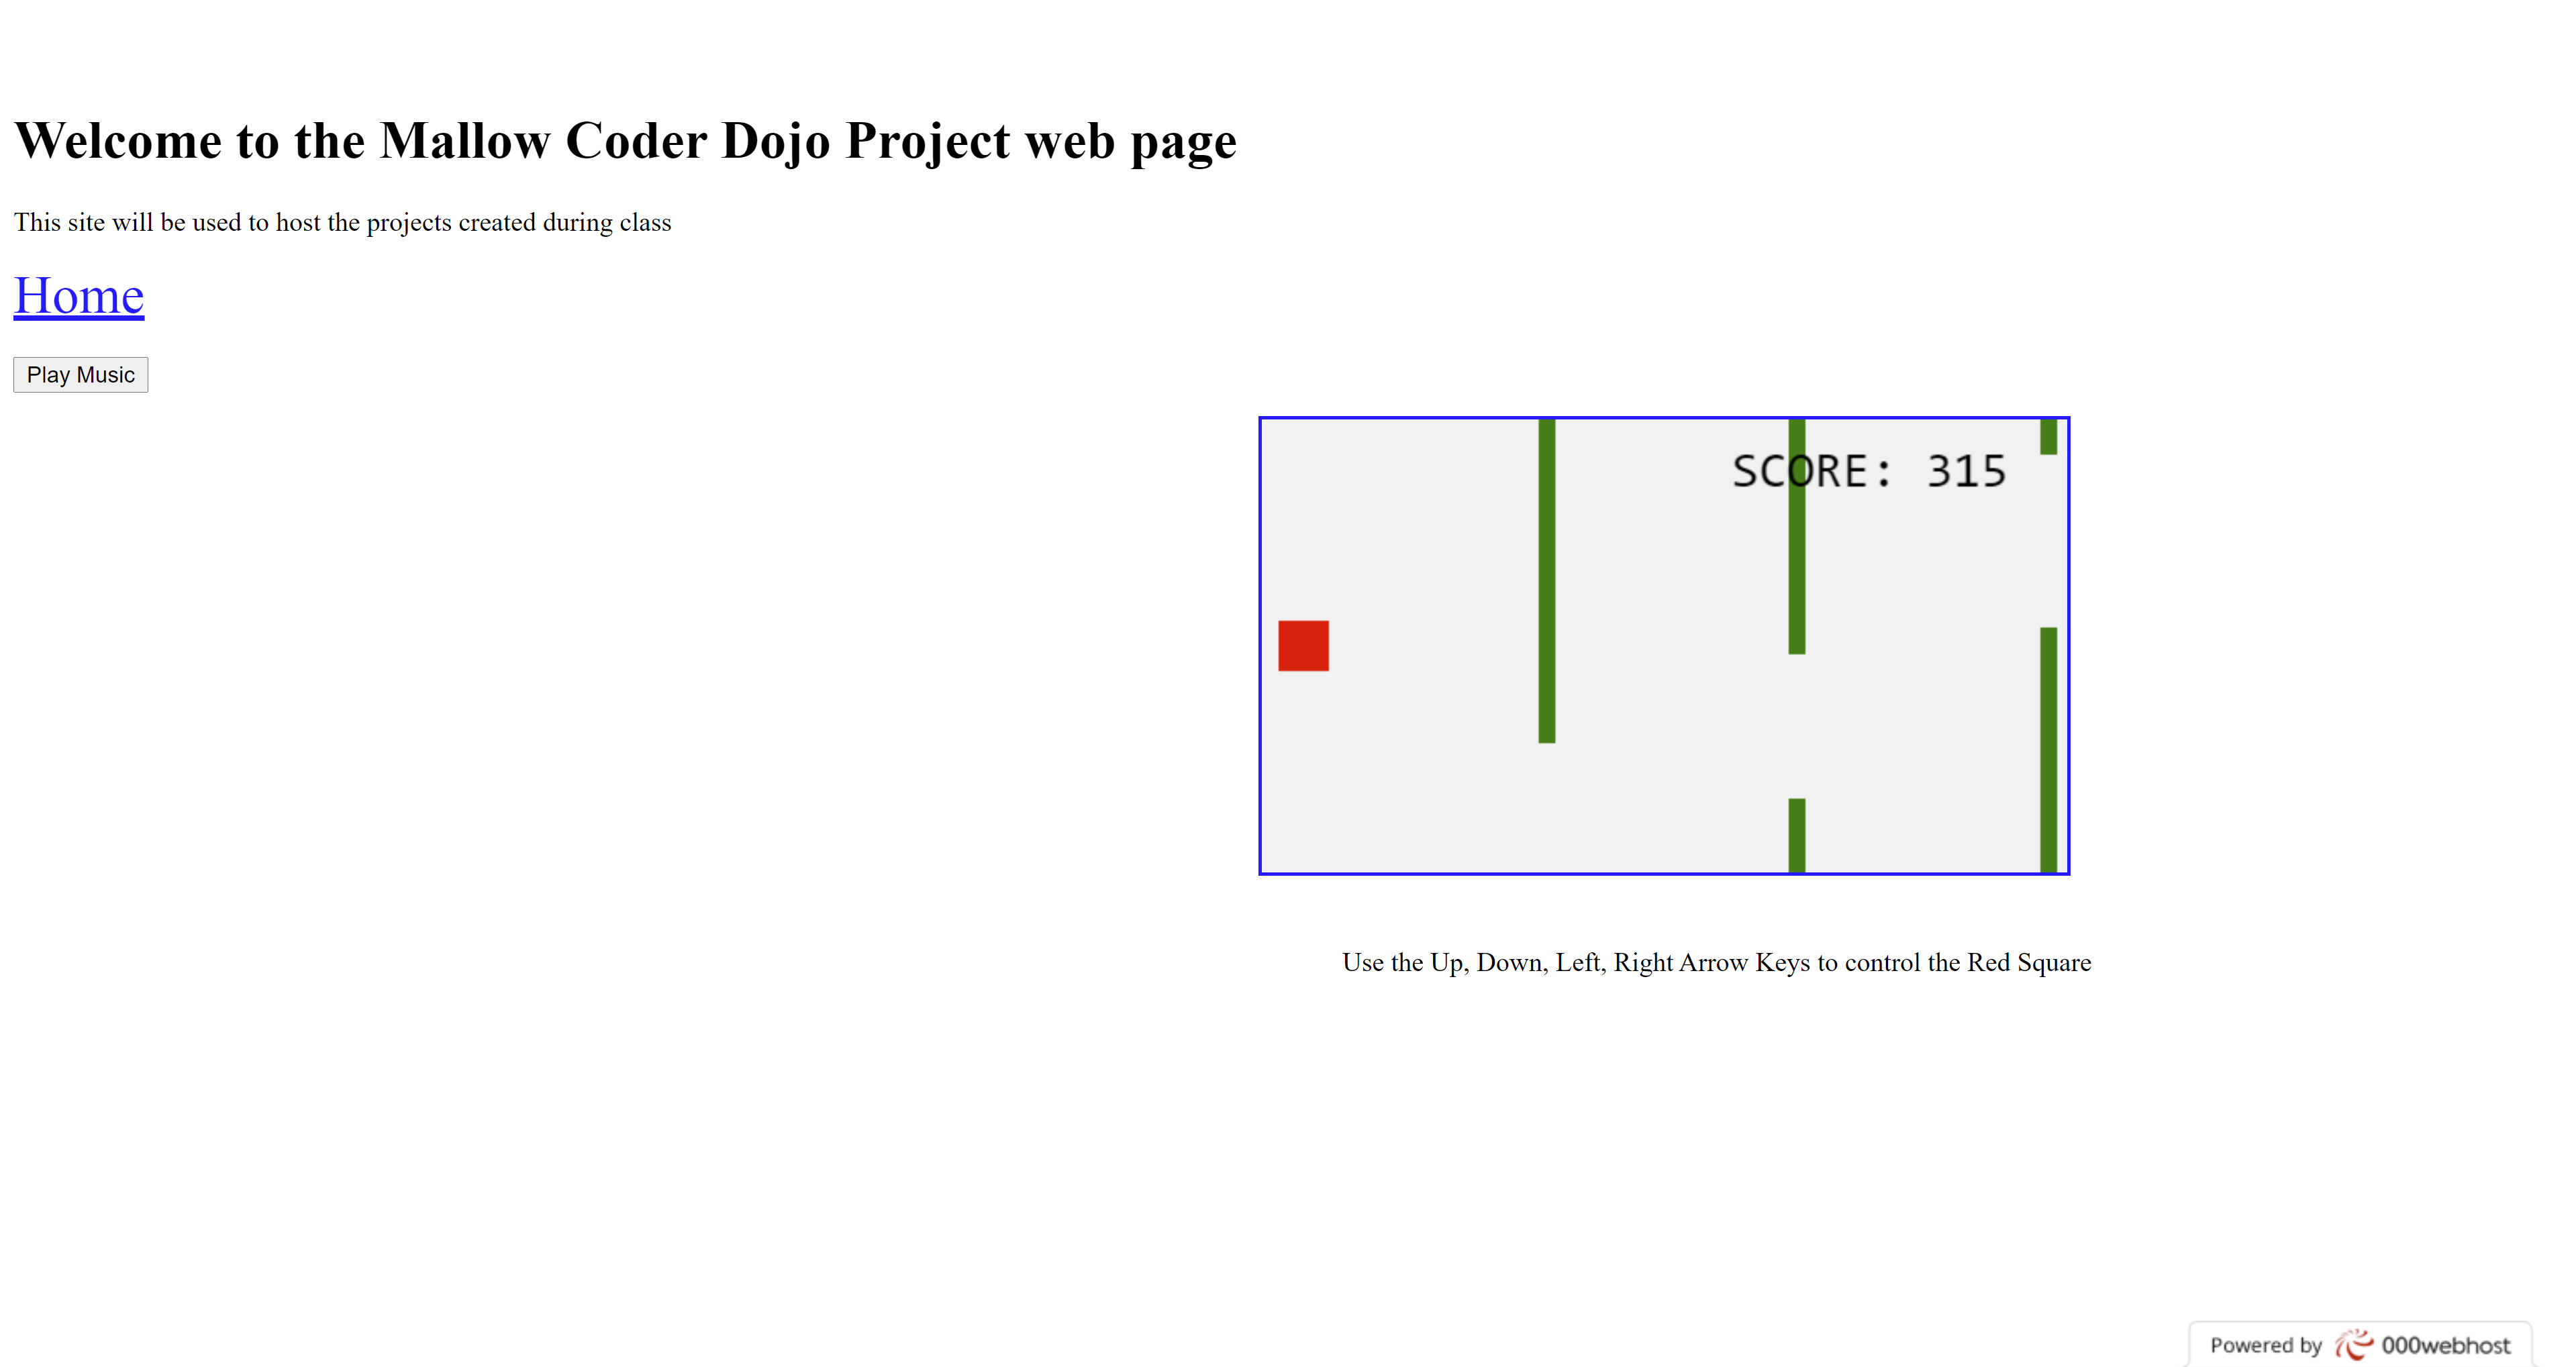 Welcome to the Mallow Coder Dojo Project web page
This site will be used to host the projects created during class
Home
Play Music
SCORE: 315
Use the Up, Down, Left, Right Arrow Keys to control the Red Square
Powered by 000webhost